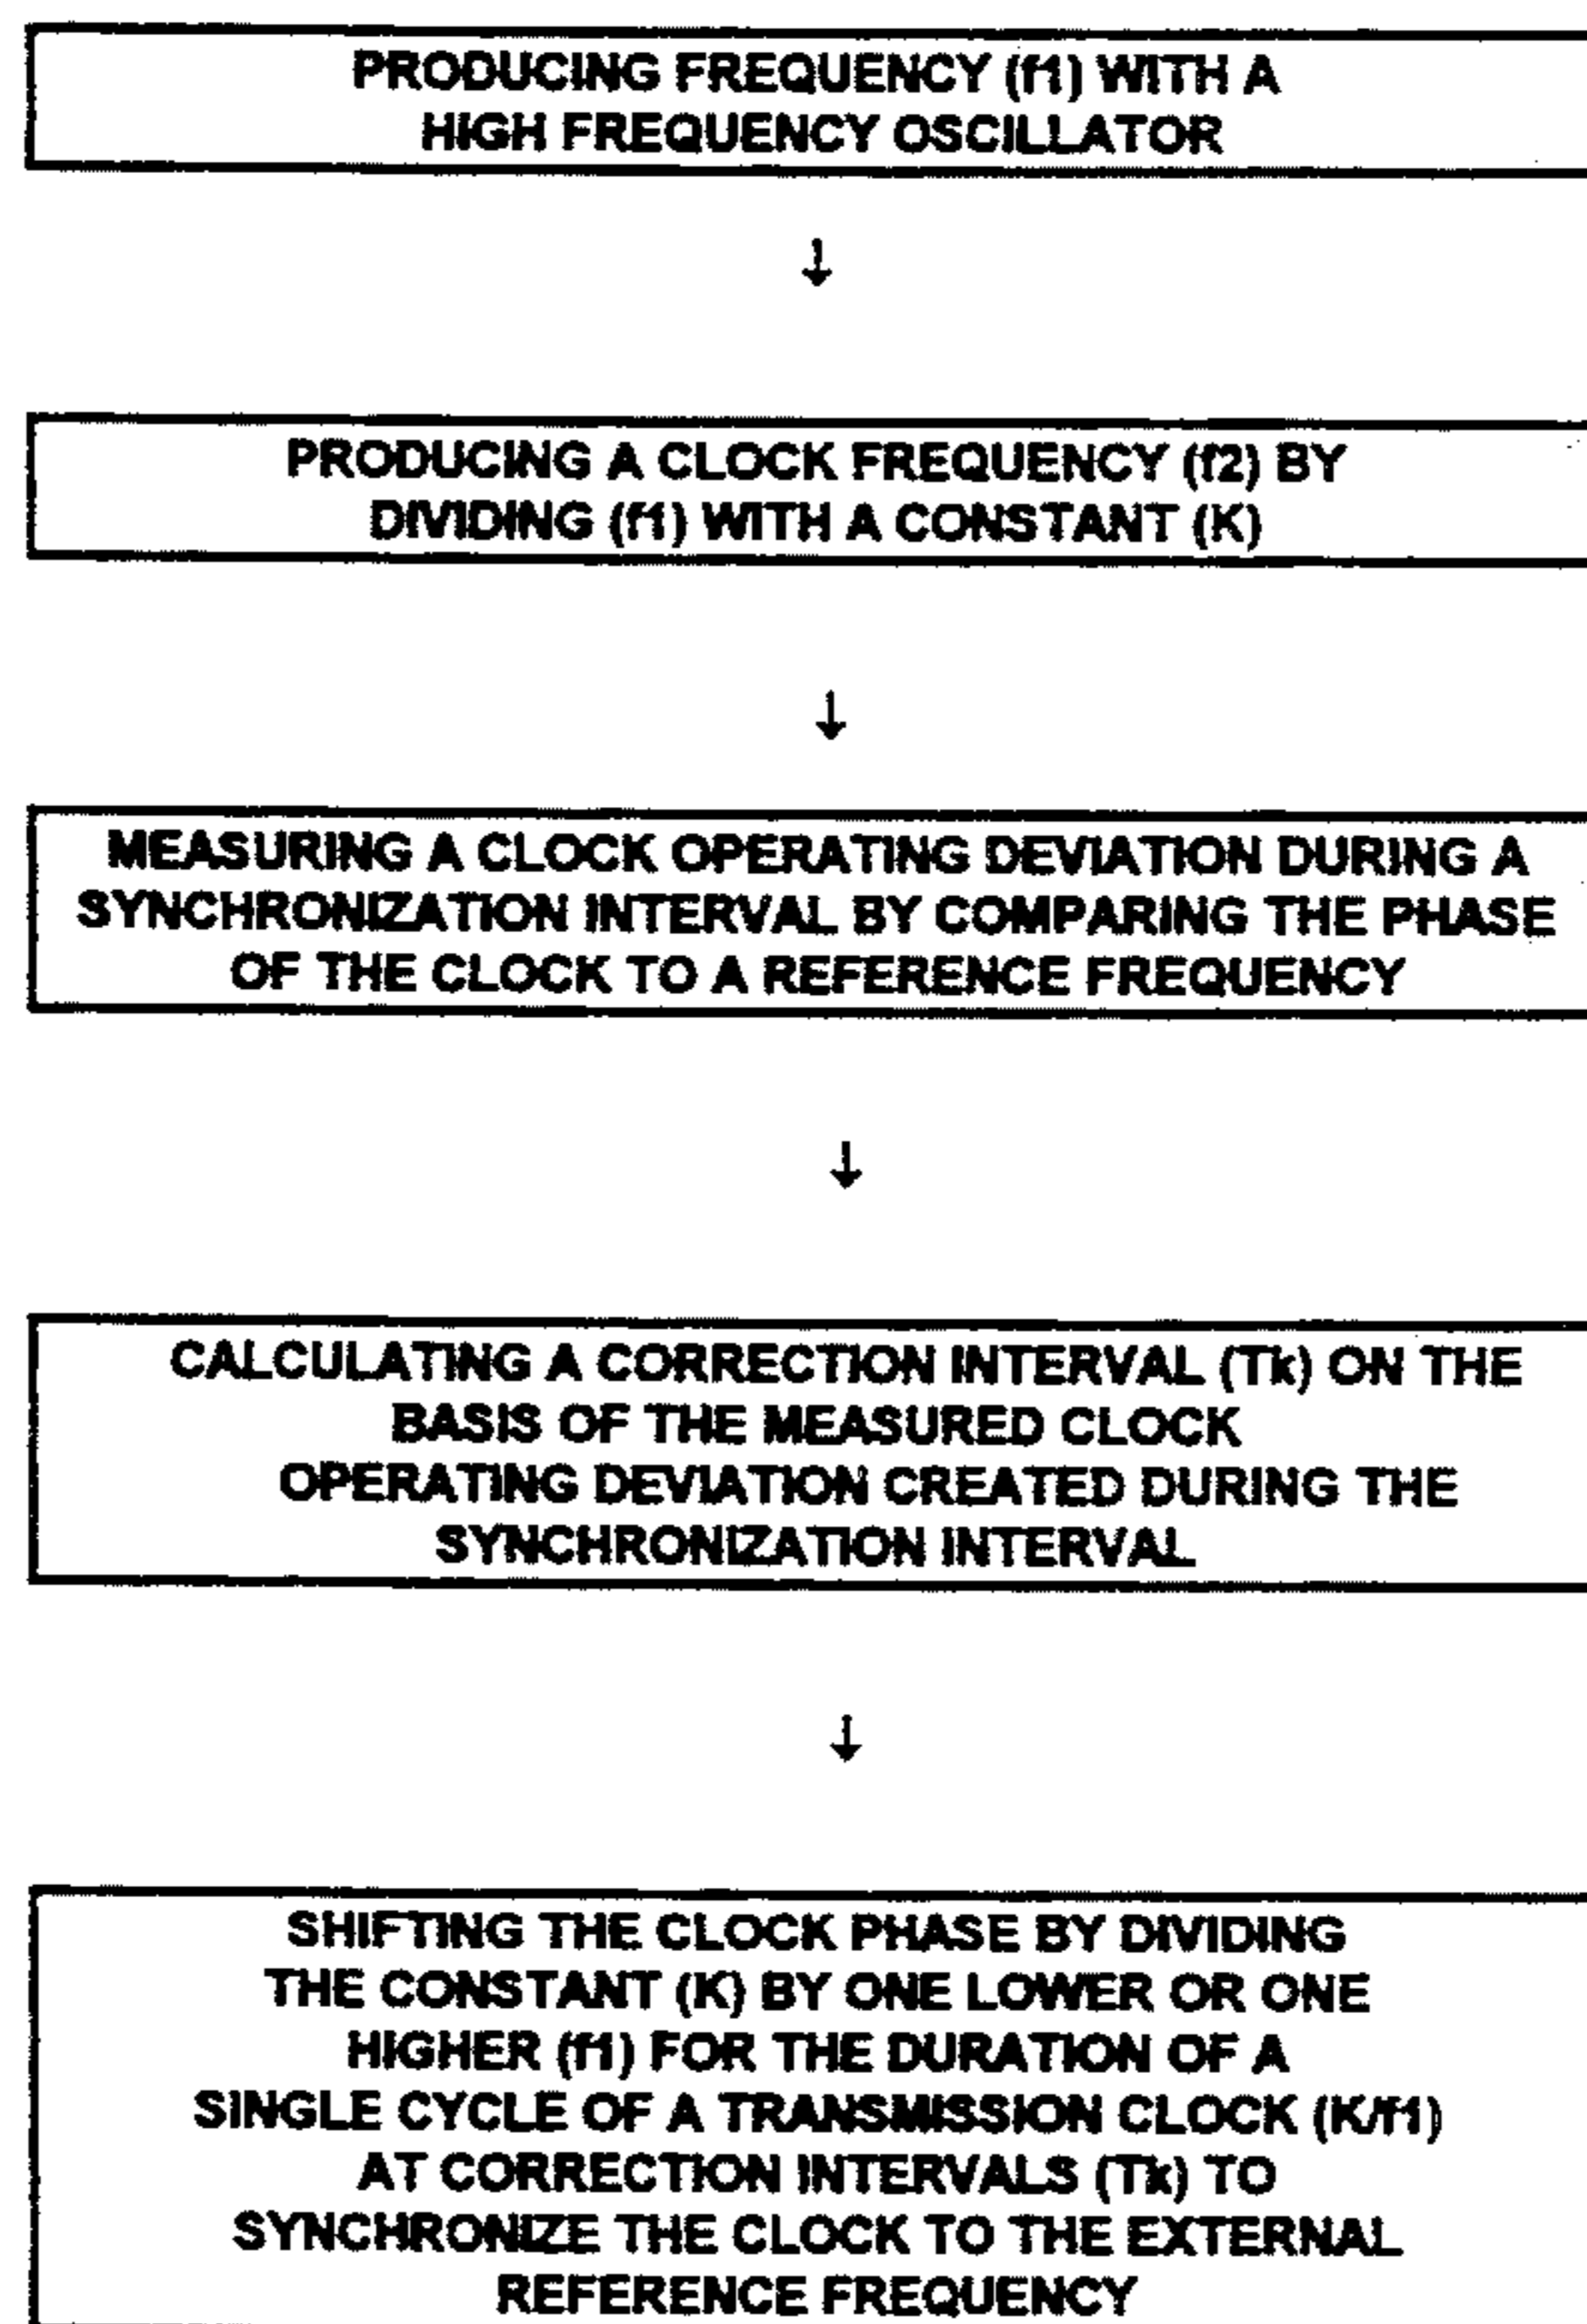 PRODUCING FREQUENCY (f1) WITH A
HIGH FREQUENCY OSCILLATOR
↓
PRODUCING A CLOCK FREQUENCY (f2) BY
DIVIDING (f1) WITH A CONSTANT (K)
↓
MEASURING A CLOCK OPERATING DEVIATION DURING A
SYNCHRONIZATION INTERVAL BY COMPARING THE PHASE
OF THE CLOCK TO A REFERENCE FREQUENCY
↓
CALCULATING A CORRECTION INTERVAL (Tk) ON THE
BASIS OF THE MEASURED CLOCK
OPERATING DEVIATION CREATED DURING THE
SYNCHRONIZATION INTERVAL
↓
SHIFTING THE CLOCK PHASE BY DIVIDING
THE CONSTANT (K) BY ONE LOWER OR ONE
HIGHER (f1) FOR THE DURATION OF A
SINGLE CYCLE OF A TRANSMISSION CLOCK (K/f1)
AT CORRECTION INTERVALS (Tk) TO
SYNCHRONIZE THE CLOCK TO THE EXTERNAL
REFERENCE FREQUENCY